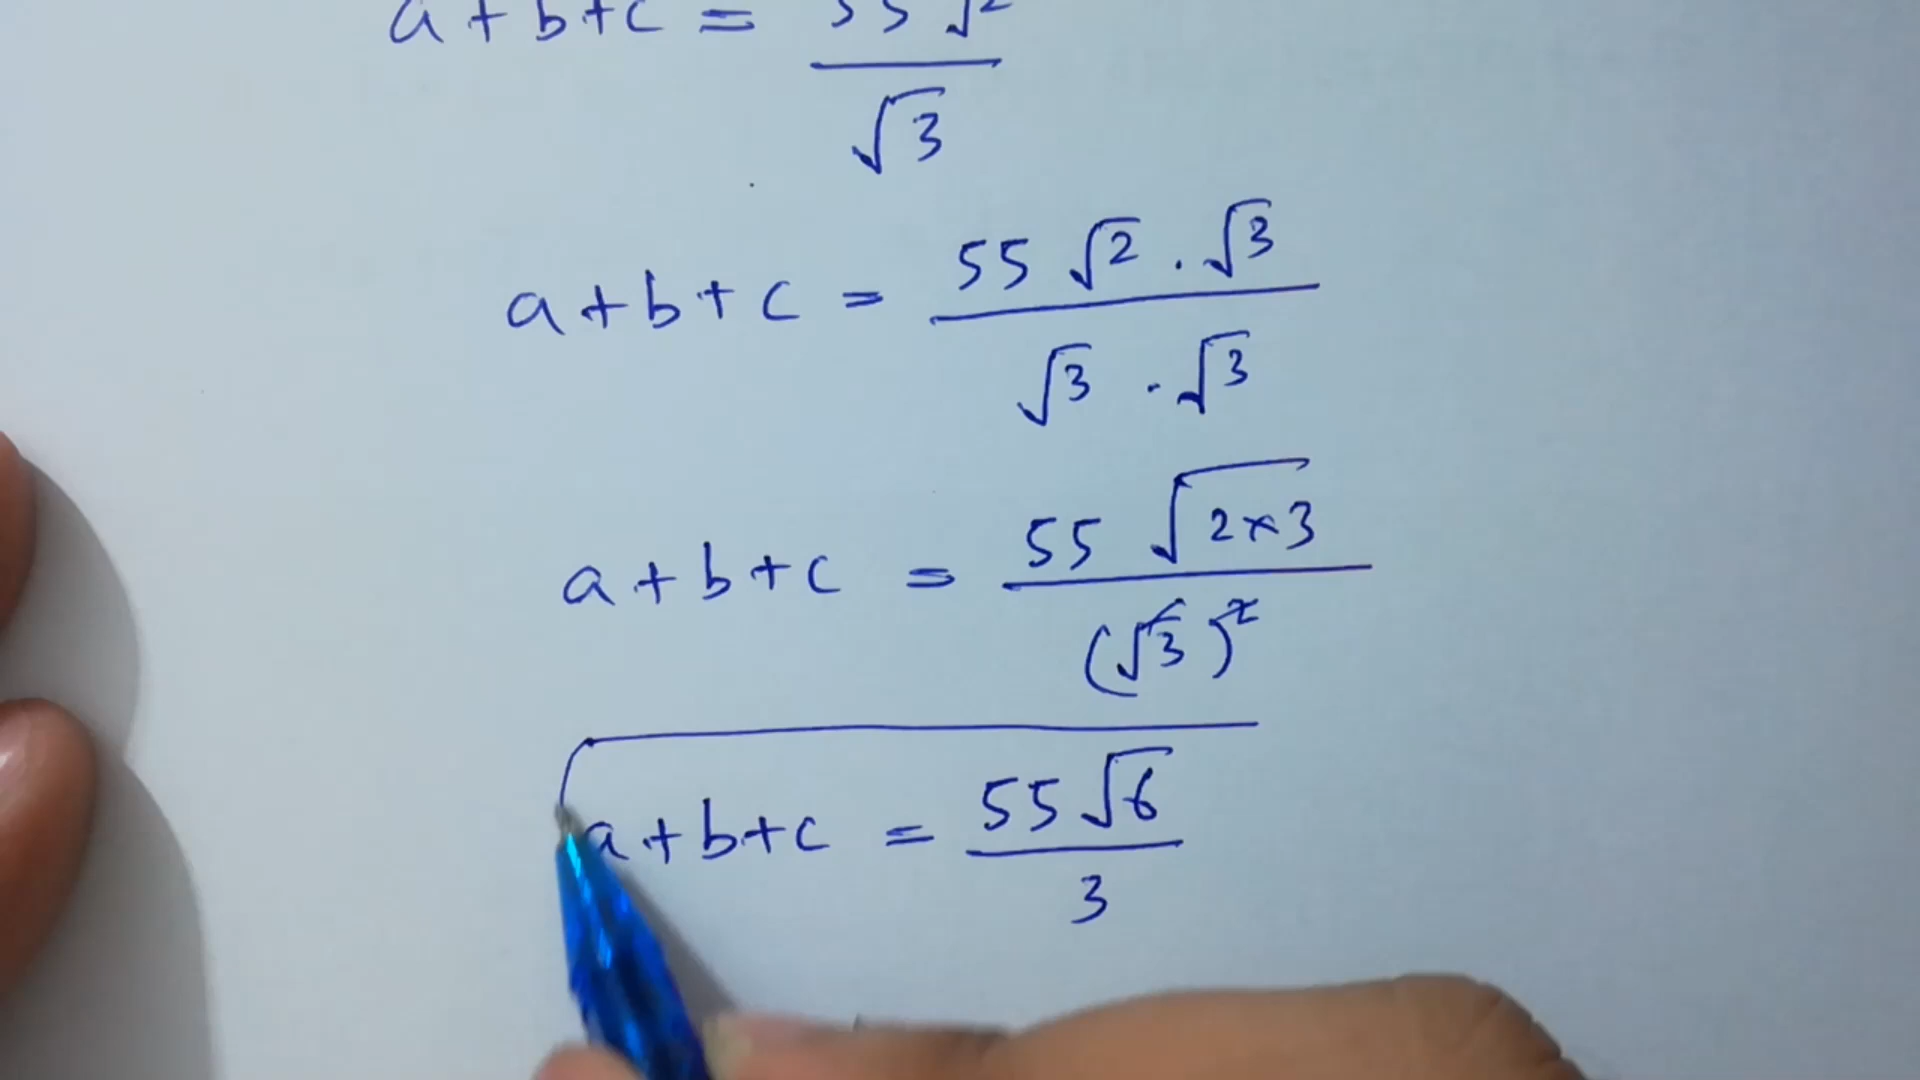 a + b + c = 55 √2 / √3
a + b + c = 55 √2 . √3 / √3 . √3
a + b + c = 55 √2×3 / (√3)²
a + b + c = 55 √6 / 3